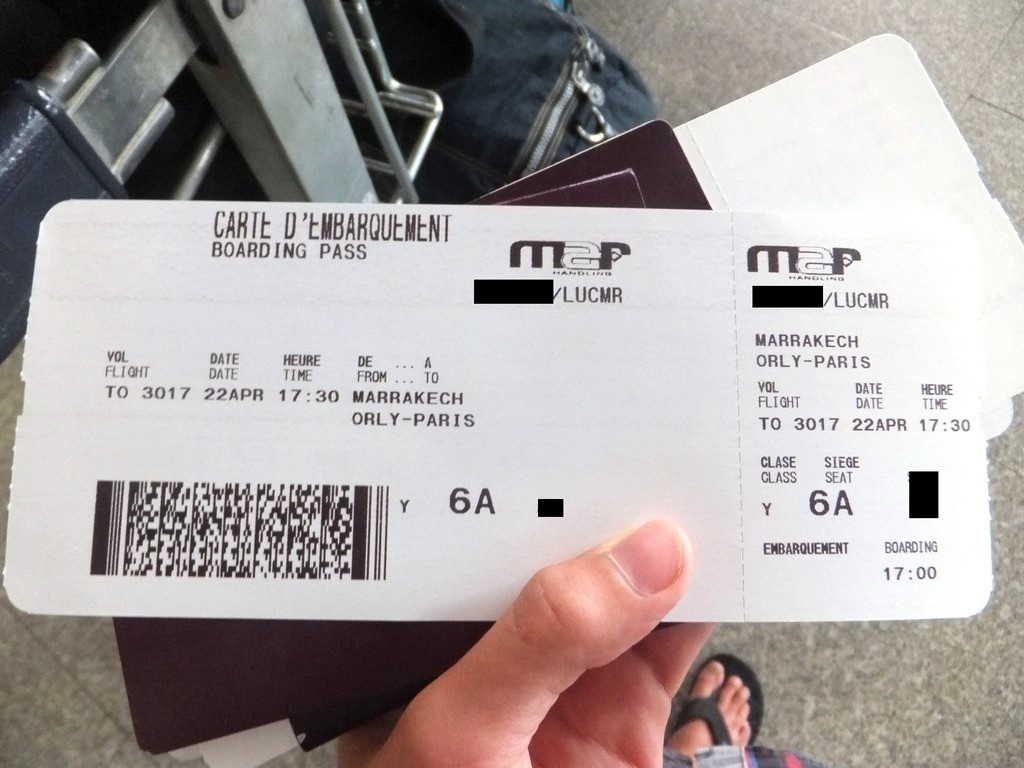 CARTE D'EMBARQUEMENT
BOARDING PASS
MAP
HANDLING
/LUCMR
VOL DATE HEURE DE ... A
FLIGHT DATE TIME FROM ... TO
TO 3017 22APR 17:30 MARRAKECH
ORLY-PARIS
Y 6A
MAP
HANDLING
/LUCMR
MARRAKECH
ORLY-PARIS
VOL DATE HEURE
FLIGHT DATE TIME
TO 3017 22APR 17:30
CLASE SIEGE
CLASS SEAT
Y 6A
EMBARQUEMENT BOARDING
17:00